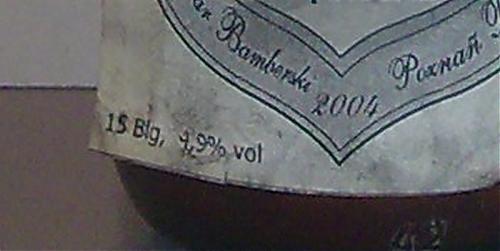 Bamberski
2004
Poznań
15 Blg, 4,9% vol